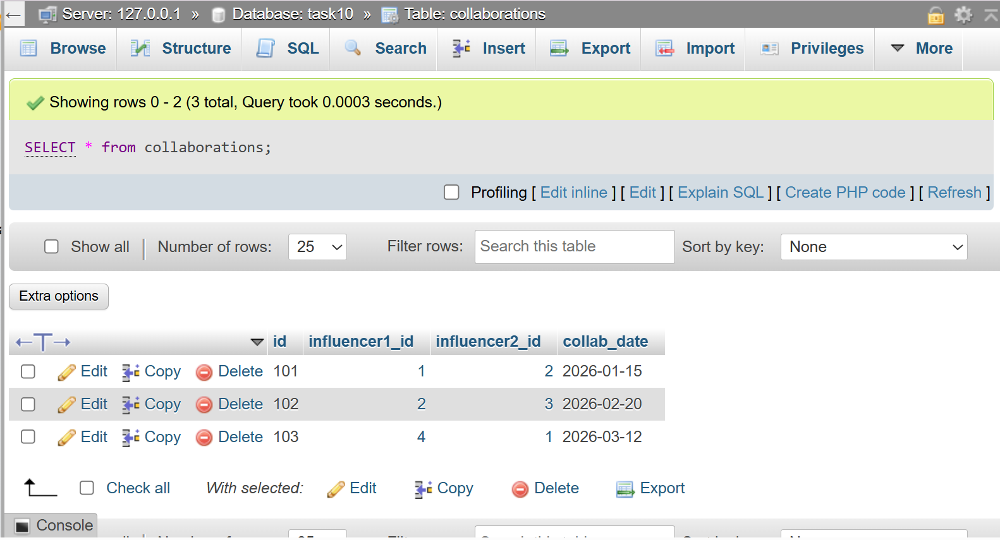 ← Server: 127.0.0.1 » Database: task10 » Table: collaborations
Browse Structure SQL Search Insert Export Import Privileges More
Showing rows 0 - 2 (3 total, Query took 0.0003 seconds.)
SELECT * from collaborations;
Profiling [ Edit inline ] [ Edit ] [ Explain SQL ] [ Create PHP code ] [ Refresh ]
Show all Number of rows: 25 Filter rows: Search this table Sort by key: None
Extra options
←T→ id influencer1_id influencer2_id collab_date
Edit Copy Delete 101 1 2 2026-01-15
Edit Copy Delete 102 2 3 2026-02-20
Edit Copy Delete 103 4 1 2026-03-12
Check all With selected: Edit Copy Delete Export
Console